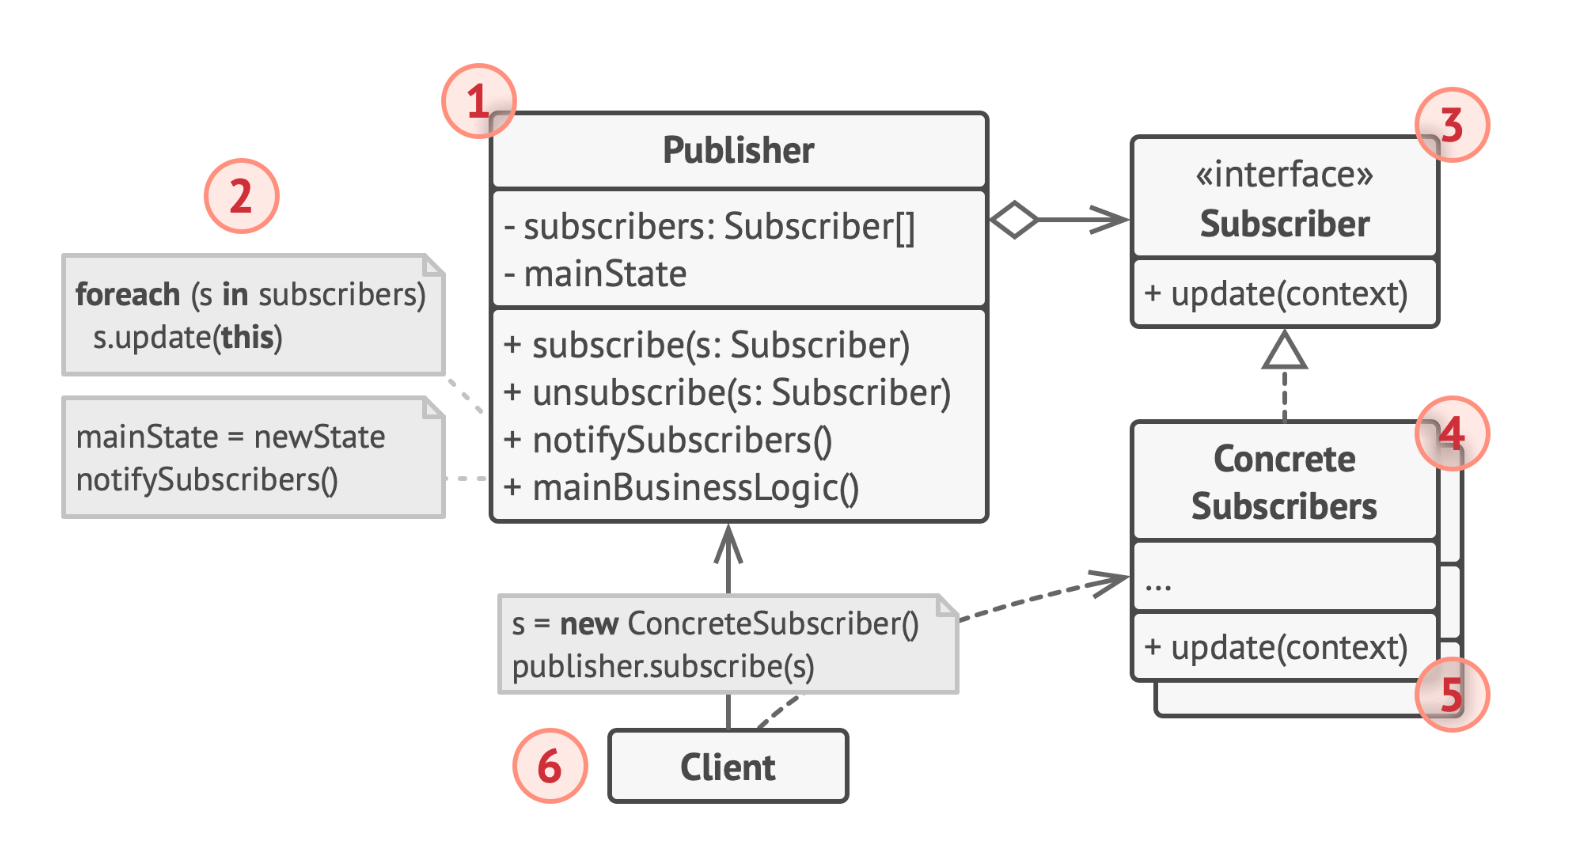 1
Publisher
- subscribers: Subscriber[]
- mainState
+ subscribe(s: Subscriber)
+ unsubscribe(s: Subscriber)
+ notifySubscribers()
+ mainBusinessLogic()
2
foreach (s in subscribers)
s.update(this)
mainState = newState
notifySubscribers()
3
«interface»
Subscriber
+ update(context)
4
Concrete
Subscribers
...
+ update(context)
5
s = new ConcreteSubscriber()
publisher.subscribe(s)
6
Client